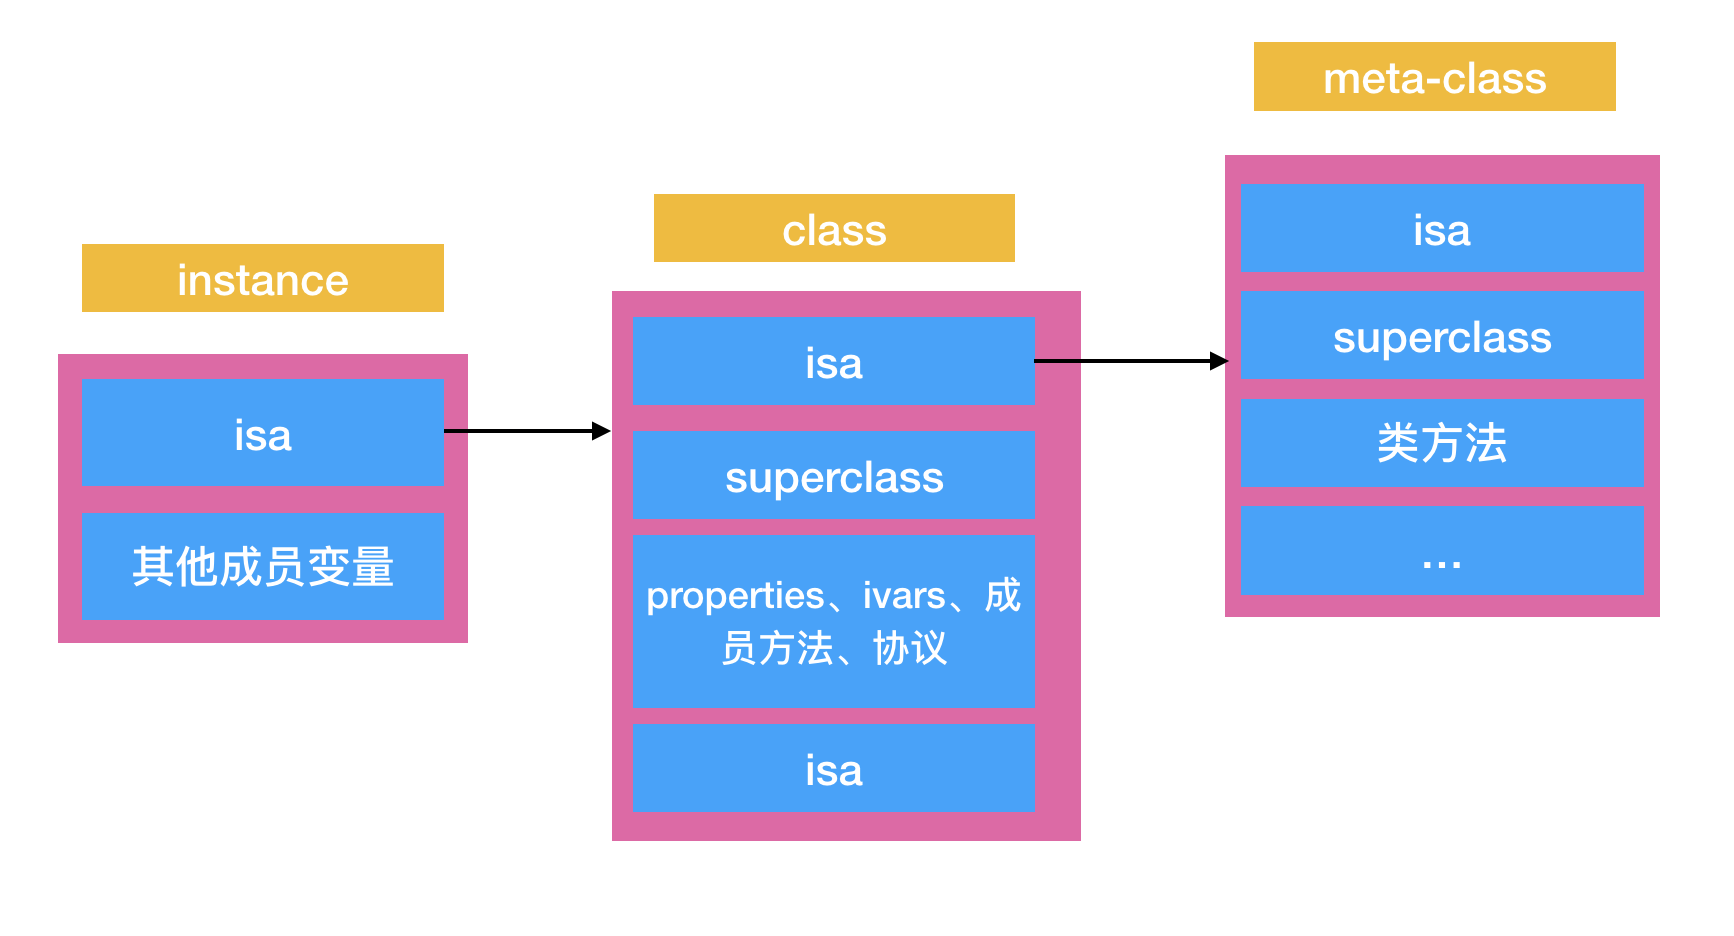 instance
isa
其他成员变量
class
isa
superclass
properties、ivars、成
员方法、协议
isa
meta-class
isa
superclass
类方法
...